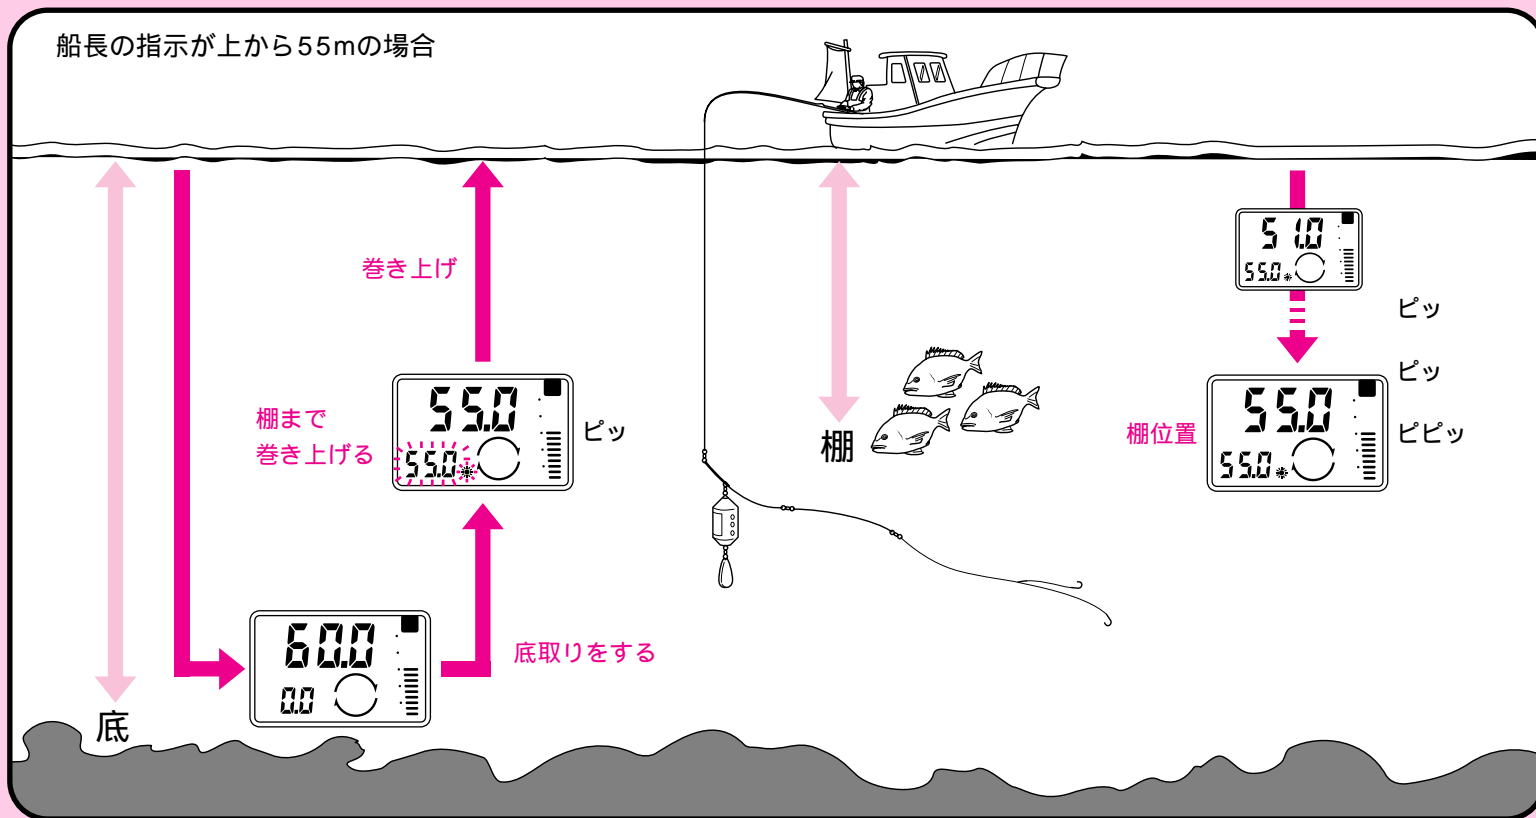 船長の指示が上から55mの場合
巻き上げ
棚まで
巻き上げる
55.0
55.0
ピッ
底取りをする
60.0
0.0
底
棚
51.0
55.0
ピッ
ピッ
棚位置
55.0
55.0
ピピッ